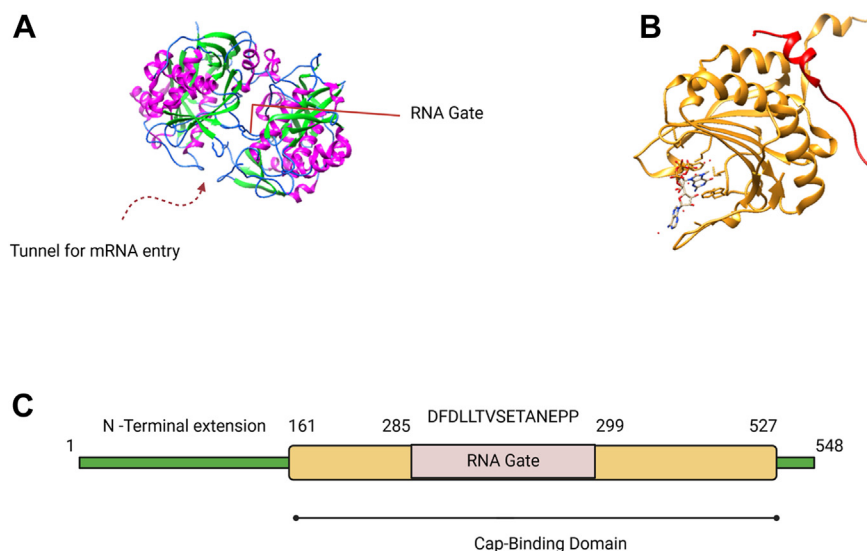 A
B
RNA Gate
Tunnel for mRNA entry
C
1
N -Terminal extension
161
285
DFDLLTVSETANEPP
299
527
548
RNA Gate
Cap-Binding Domain